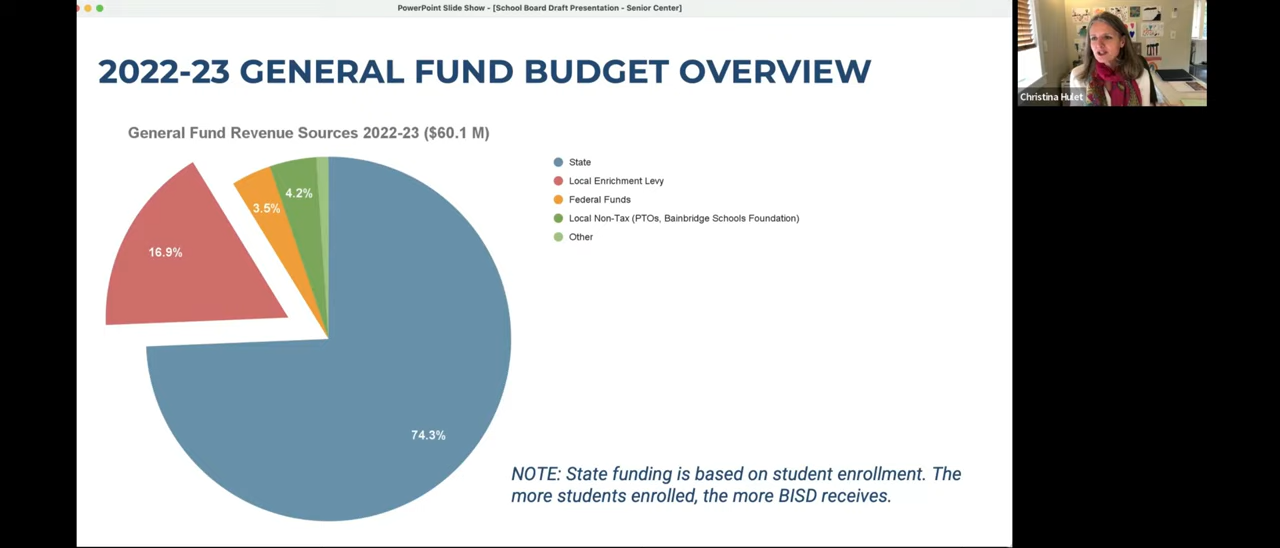 PowerPoint Slide Show - [School Board Draft Presentation - Senior Center]
2022-23 GENERAL FUND BUDGET OVERVIEW
General Fund Revenue Sources 2022-23 ($60.1 M)
State
Local Enrichment Levy
Federal Funds
Local Non-Tax (PTOs, Bainbridge Schools Foundation)
Other
4.2%
3.5%
16.9%
74.3%
NOTE: State funding is based on student enrollment. The
more students enrolled, the more BISD receives.
Christina Hulet